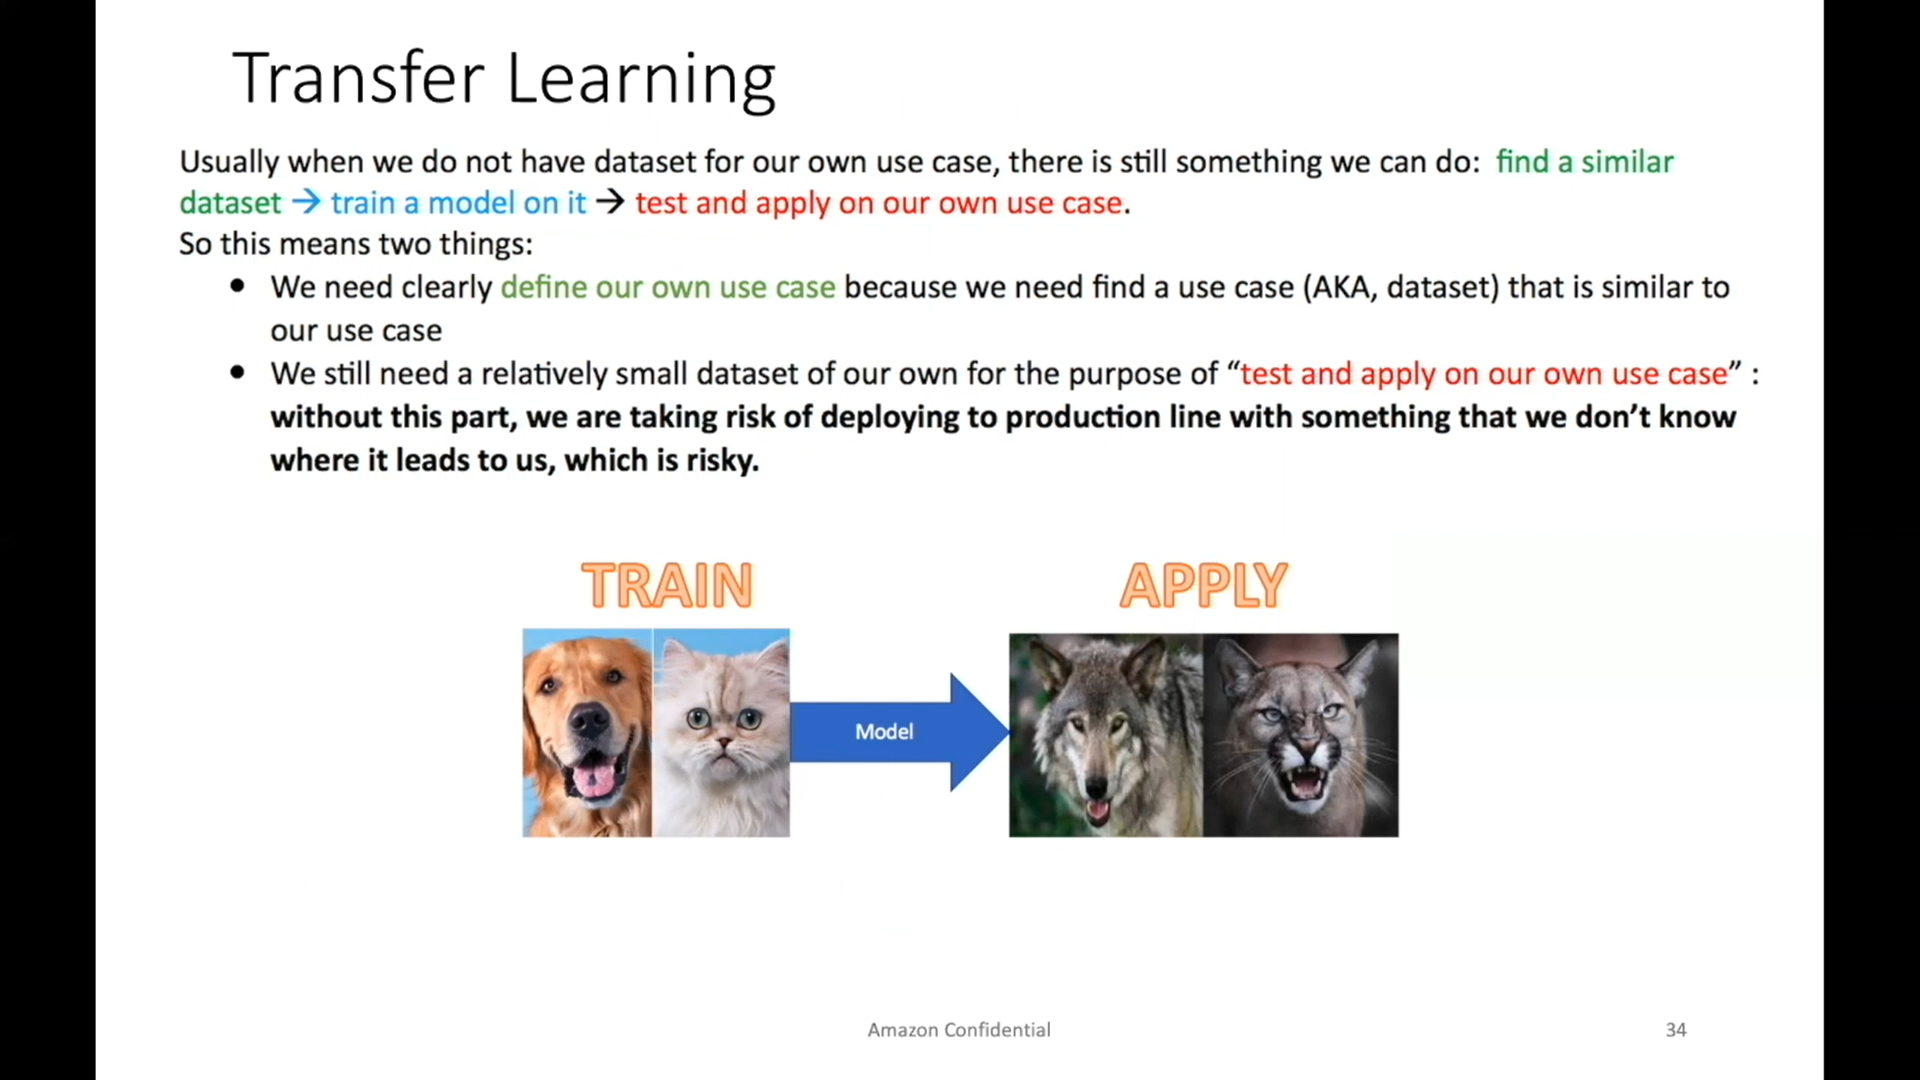 Transfer Learning
Usually when we do not have dataset for our own use case, there is still something we can do:  find a similar
dataset → train a model on it → test and apply on our own use case.
So this means two things:
• We need clearly define our own use case because we need find a use case (AKA, dataset) that is similar to
our use case
• We still need a relatively small dataset of our own for the purpose of “test and apply on our own use case” :
without this part, we are taking risk of deploying to production line with something that we don’t know
where it leads to us, which is risky.
TRAIN
APPLY
Model
Amazon Confidential
34